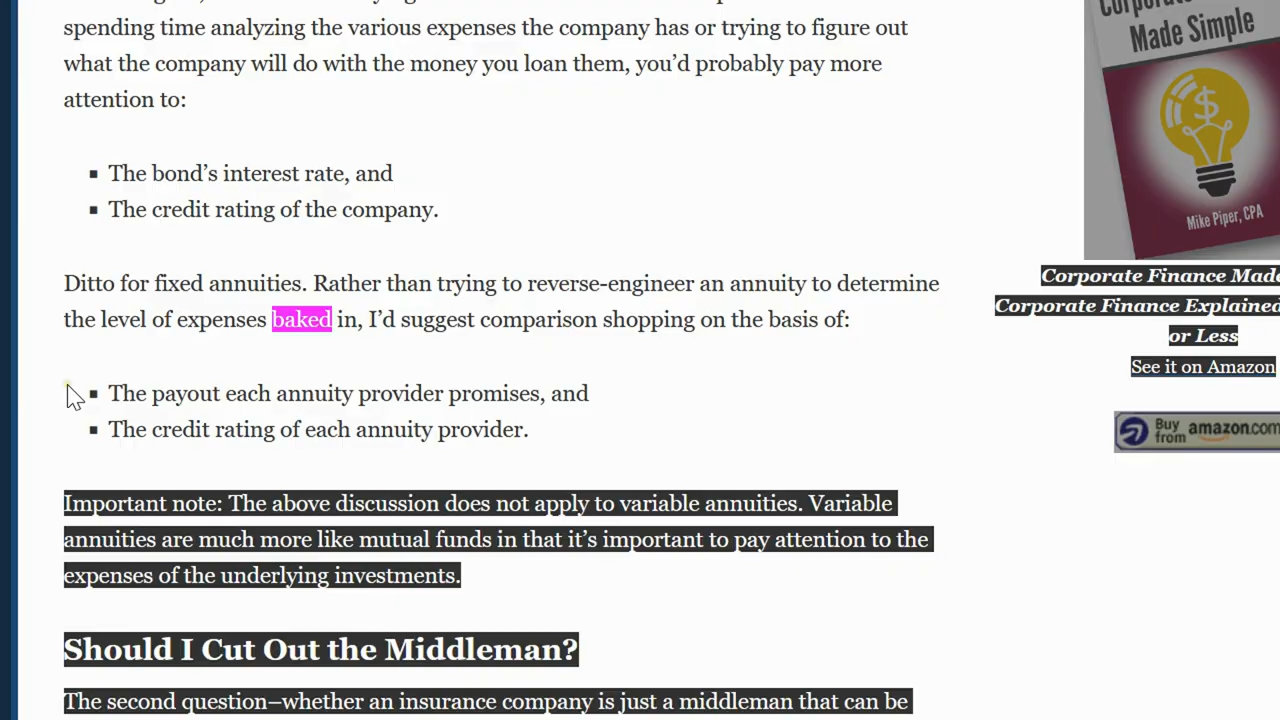 spending time analyzing the various expenses the company has or trying to figure out
what the company will do with the money you loan them, you’d probably pay more
attention to:
▪ The bond’s interest rate, and
▪ The credit rating of the company.
Ditto for fixed annuities. Rather than trying to reverse-engineer an annuity to determine
the level of expenses baked in, I’d suggest comparison shopping on the basis of:
▪ The payout each annuity provider promises, and
▪ The credit rating of each annuity provider.
Important note: The above discussion does not apply to variable annuities. Variable
annuities are much more like mutual funds in that it’s important to pay attention to the
expenses of the underlying investments.
Should I Cut Out the Middleman?
The second question–whether an insurance company is just a middleman that can be
Corporate
Made Simple
$
Mike Piper, CPA
Corporate Finance Made
Corporate Finance Explained
or Less
See it on Amazon
Buy
from amazon.com